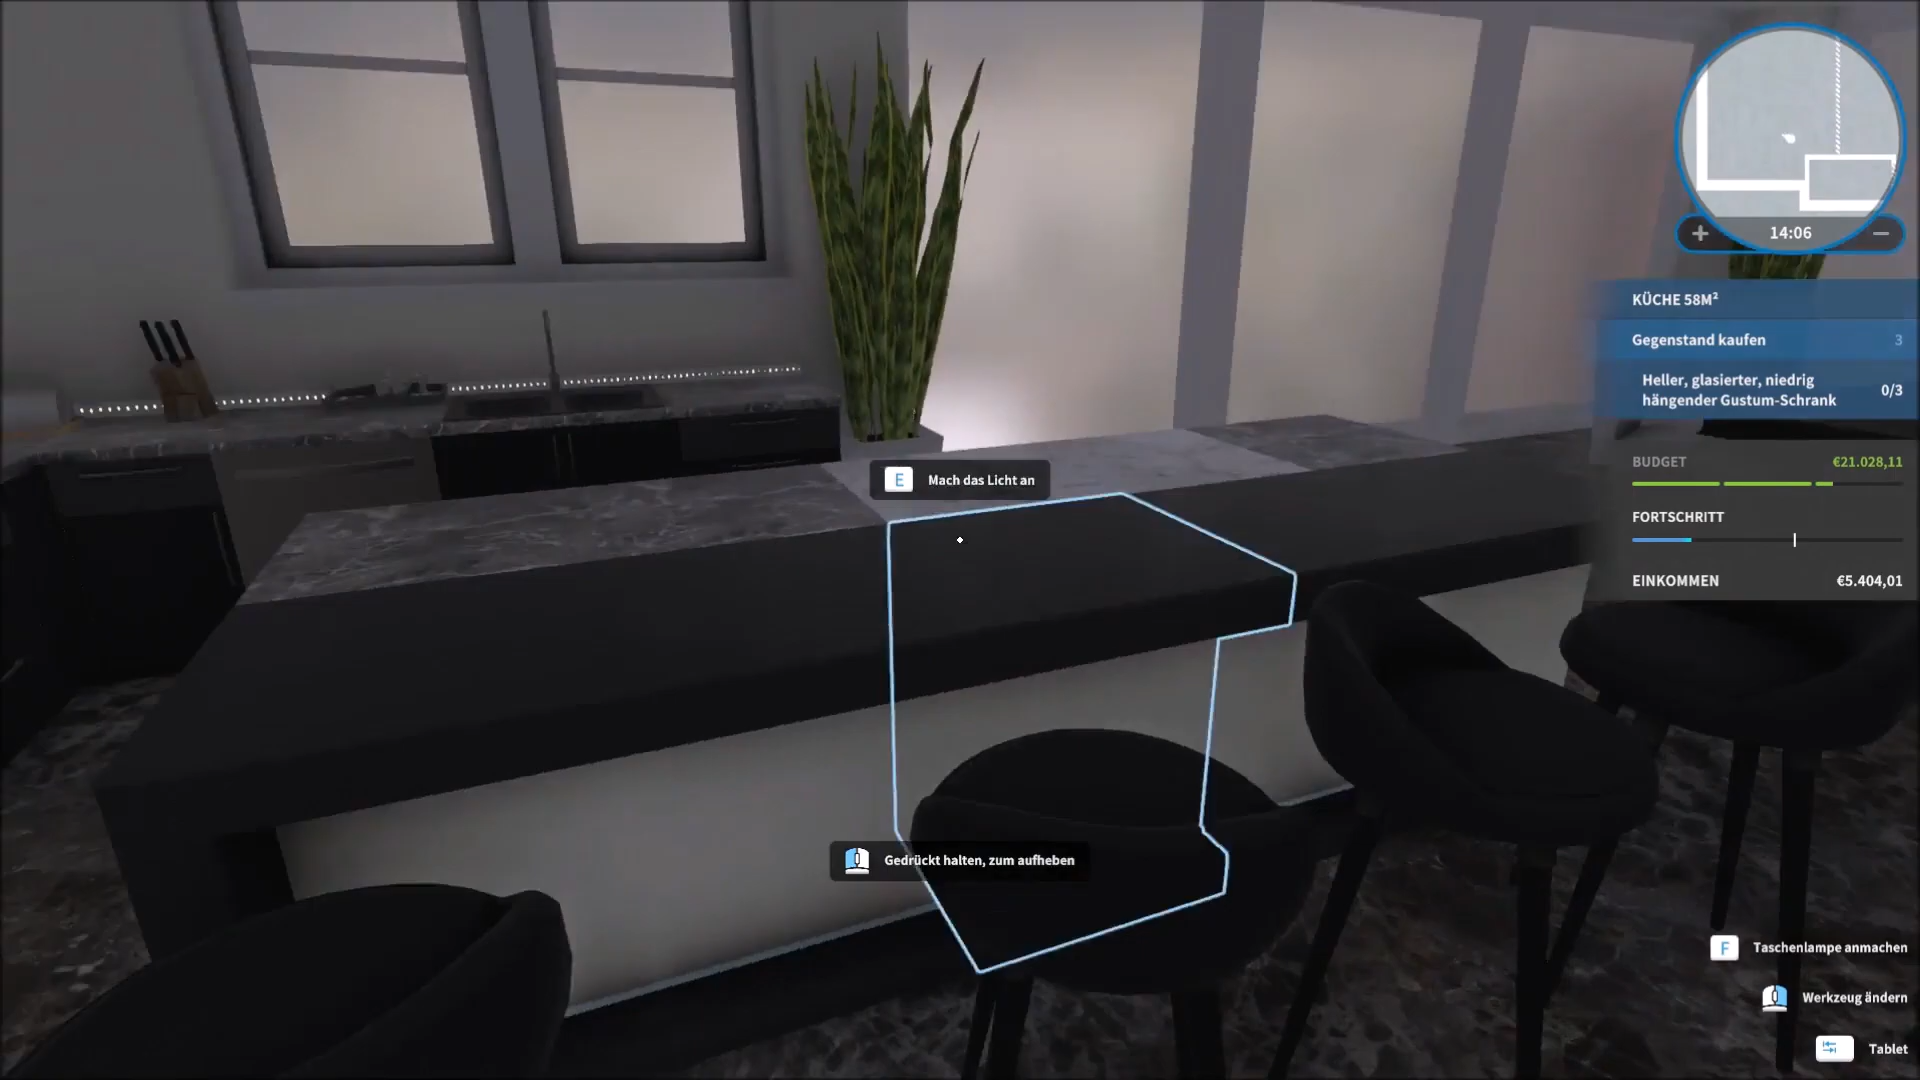 14:06
KÜCHE 58M²
Gegenstand kaufen 3
Heller, glasierter, niedrig
hängender Gustum-Schrank 0/3
BUDGET €21.028,11
FORTSCHRITT
EINKOMMEN €5.404,01
E Mach das Licht an
Gedrückt halten, zum aufheben
F Taschenlampe anmachen
Werkzeug ändern
Tablet